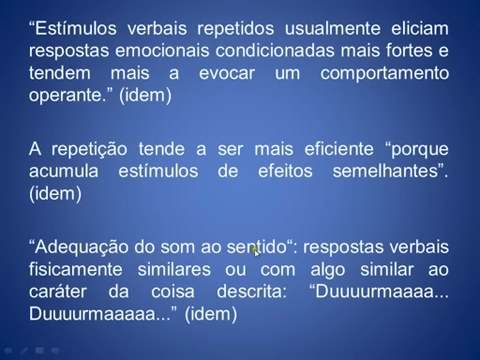 “Estímulos verbais repetidos usualmente eliciam
respostas emocionais condicionadas mais fortes e
tendem mais a evocar um comportamento
operante.” (idem)
A repetição tende a ser mais eficiente “porque
acumula estímulos de efeitos semelhantes”.
(idem)
“Adequação do som ao sentido“: respostas verbais
fisicamente similares ou com algo similar ao
caráter da coisa descrita: “Duuuurmaaaa...
Duuuurmaaaaa...” (idem)